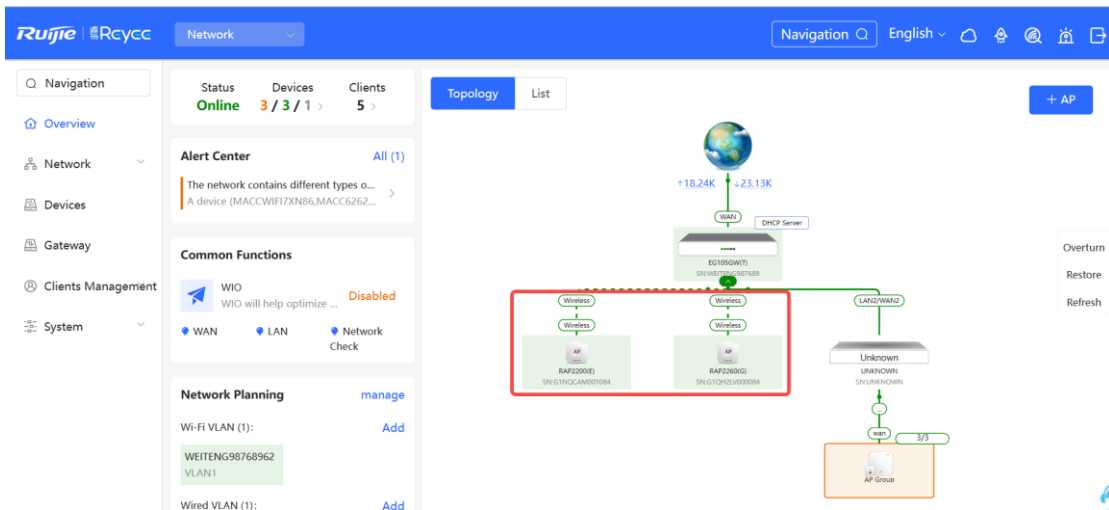 Ruijie Rcycc
Network
Navigation
English
Navigation
Overview
Network
Devices
Gateway
Clients Management
System
Status Devices Clients
Online 3 / 3 / 1 > 5 >
Alert Center All (1)
The network contains different types o...
A device (MACCWIFI7XN86,MACC6262...
Common Functions
WIO
WIO will help optimize ... Disabled
WAN LAN Network
Check
Network Planning manage
Wi-Fi VLAN (1): Add
WEITENG98768962
VLAN1
Wired VLAN (1): Add
Topology List
+ AP
↑18.24K ↓23.13K
WAN DHCP Server
EG105GW(T)
SN:WEITENG987689
Wireless Wireless LAN2/WAN2
Wireless Wireless
AP AP
RAP2200(E) RAP2260(G)
SN:G1NQCAM001084 SN:G1QH2LV000084
Unknown
UNKNOWN
SN:UNKNOWN
...
wan 3/3
AP Group
Overturn
Restore
Refresh